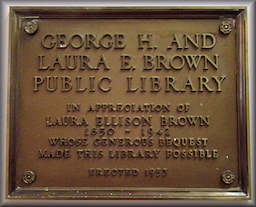 GEORGE H. AND
LAURA E. BROWN
PUBLIC LIBRARY
IN APPRECIATION OF
LAURA ELLISON BROWN
1850 - 1942
WHOSE GENEROUS BEQUEST
MADE THIS LIBRARY POSSIBLE
ERECTED 1953